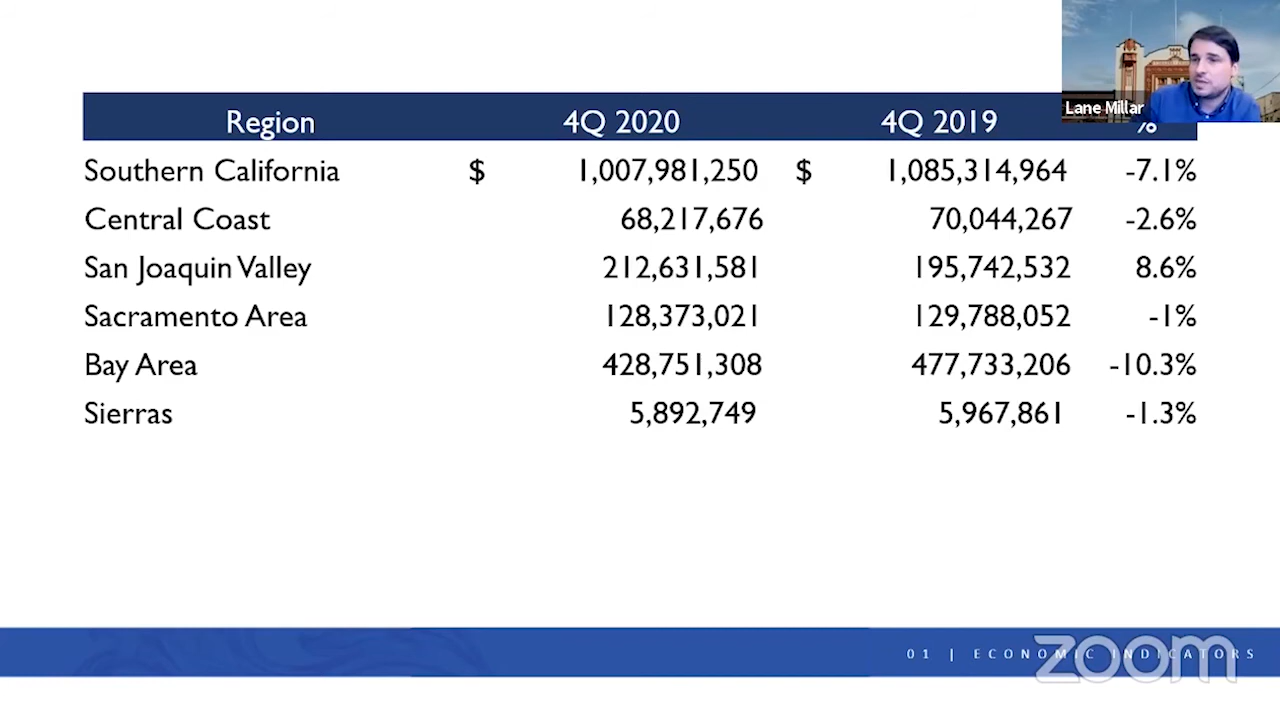 Lane Millar
Region 4Q 2020 4Q 2019 %
Southern California $ 1,007,981,250 $ 1,085,314,964 -7.1%
Central Coast 68,217,676 70,044,267 -2.6%
San Joaquin Valley 212,631,581 195,742,532 8.6%
Sacramento Area 128,373,021 129,788,052 -1%
Bay Area 428,751,308 477,733,206 -10.3%
Sierras 5,892,749 5,967,861 -1.3%
01 | ECONOMIC INDICATORS
zoom